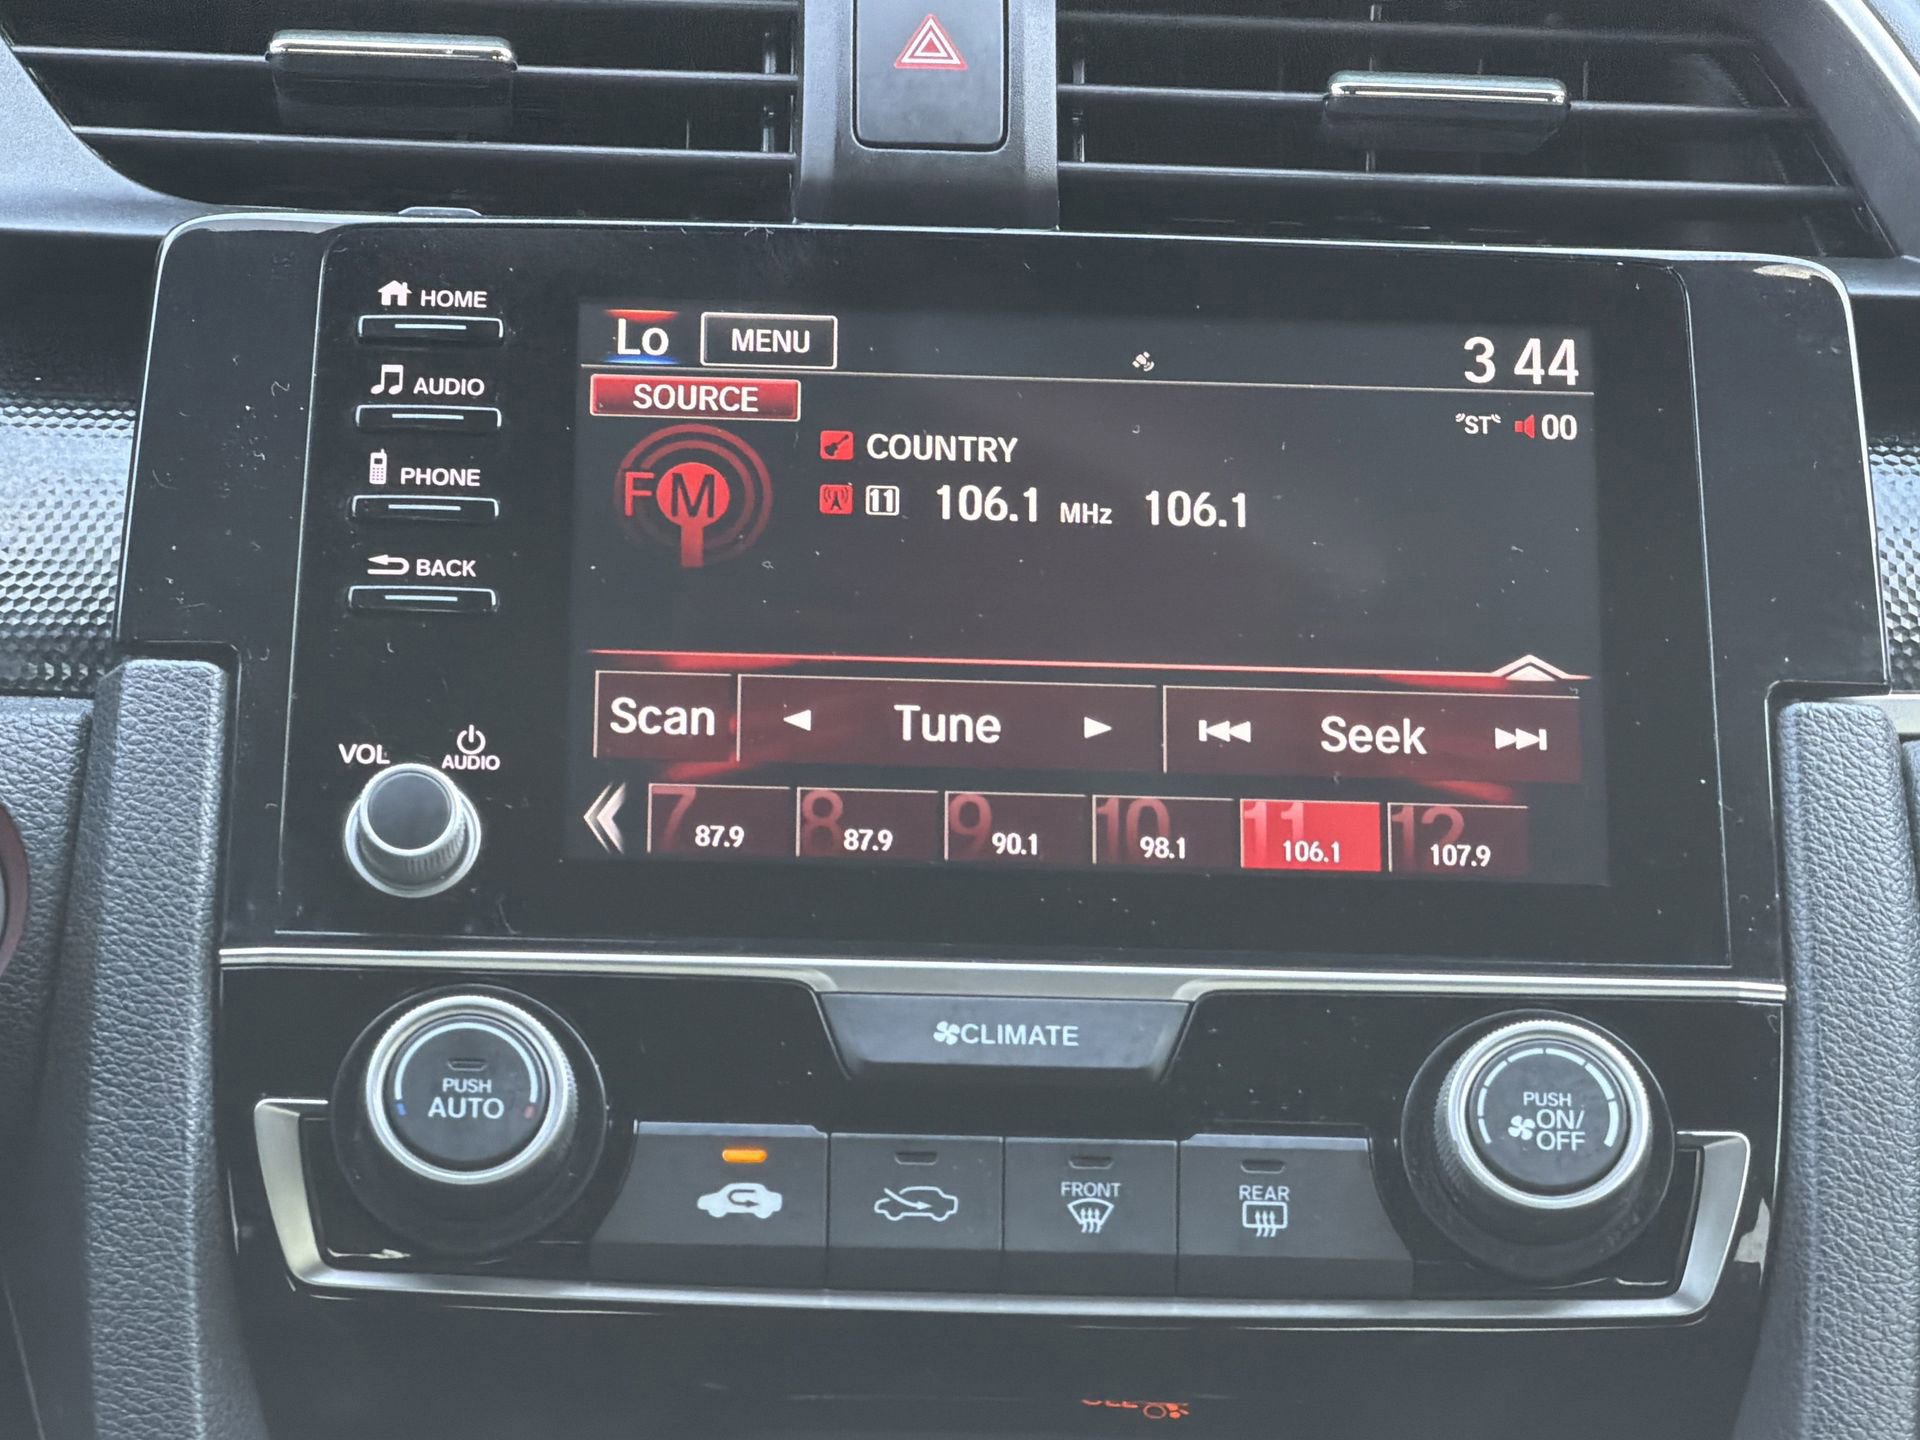 HOME
AUDIO
PHONE
BACK
VOL AUDIO
Lo MENU 3 44
SOURCE
"ST" 00
FM
COUNTRY
11 106.1 MHz 106.1
Scan Tune Seek
7 87.9 8 87.9 9 90.1 10 98.1 11 106.1 12 107.9
CLIMATE
PUSH
AUTO
PUSH
ON/
OFF
FRONT
REAR